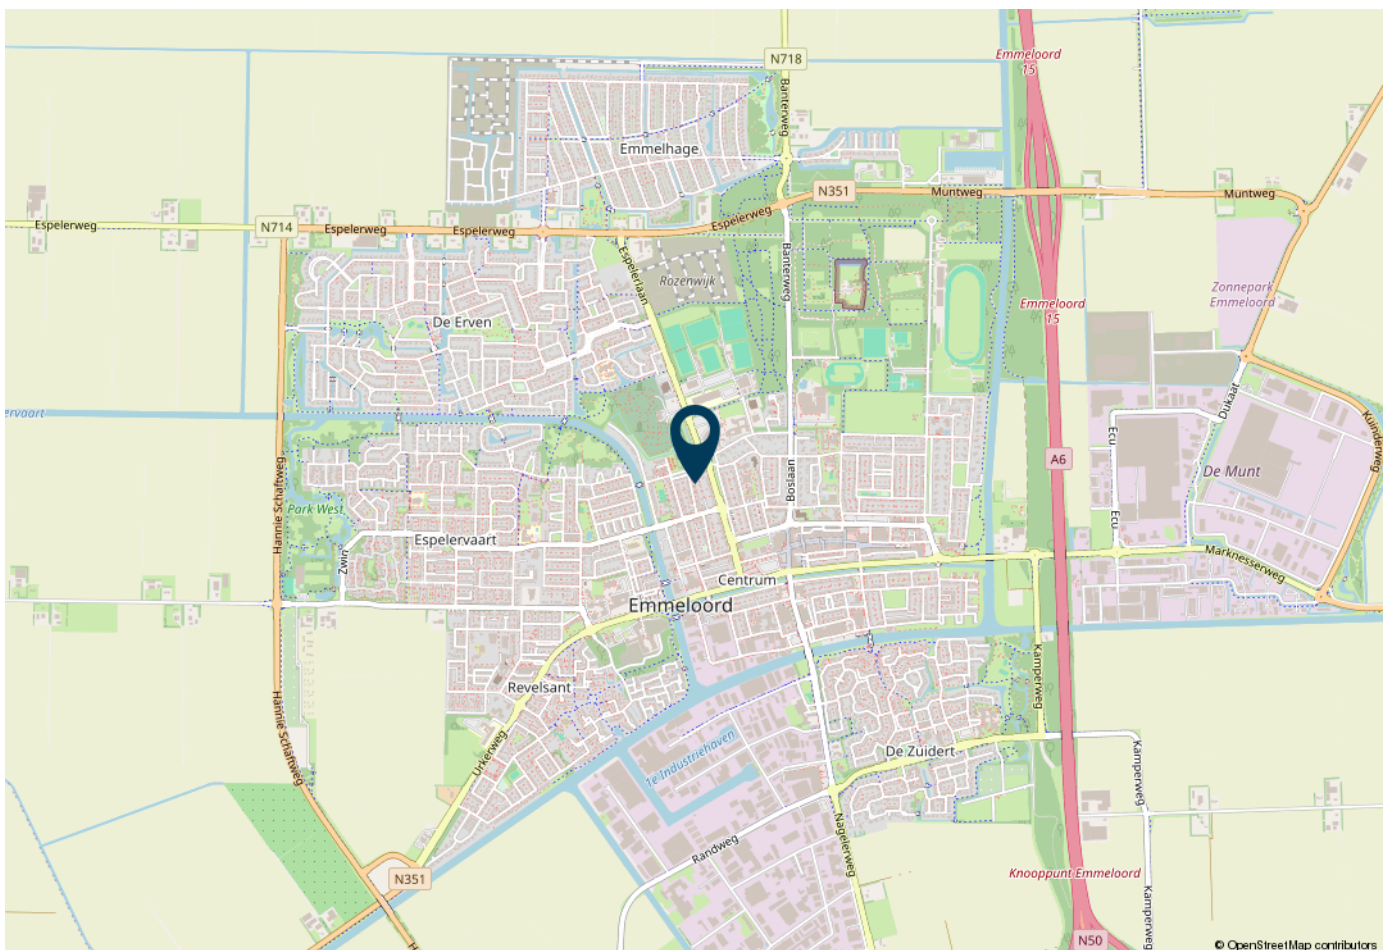 Emmeloord
15
N718
Banterweg
Emmelhage
N351
Muntweg
Muntweg
Espelerweg
N714
Espelerweg
Espelerweg
Espelerweg
Espelerlaan
Rozenwijk
Banterweg
Zonnepark
Emmeloord
Emmeloord
15
De Erven
ervaart
Dukaat
Kuinderweg
Ecu
A6
De Munt
Hannie Schaftweg
Boslaan
Park West
Ecu
Espelervaart
Zwin
Marknesserweg
Centrum
Emmeloord
Kamperweg
Revelsant
Hannie Schaftweg
Urkerweg
1e Industriehaven
De Zuidert
Kamperweg
Nagelerweg
Randweg
N351
Knooppunt Emmeloord
Kamperweg
N50
© OpenStreetMap contributors